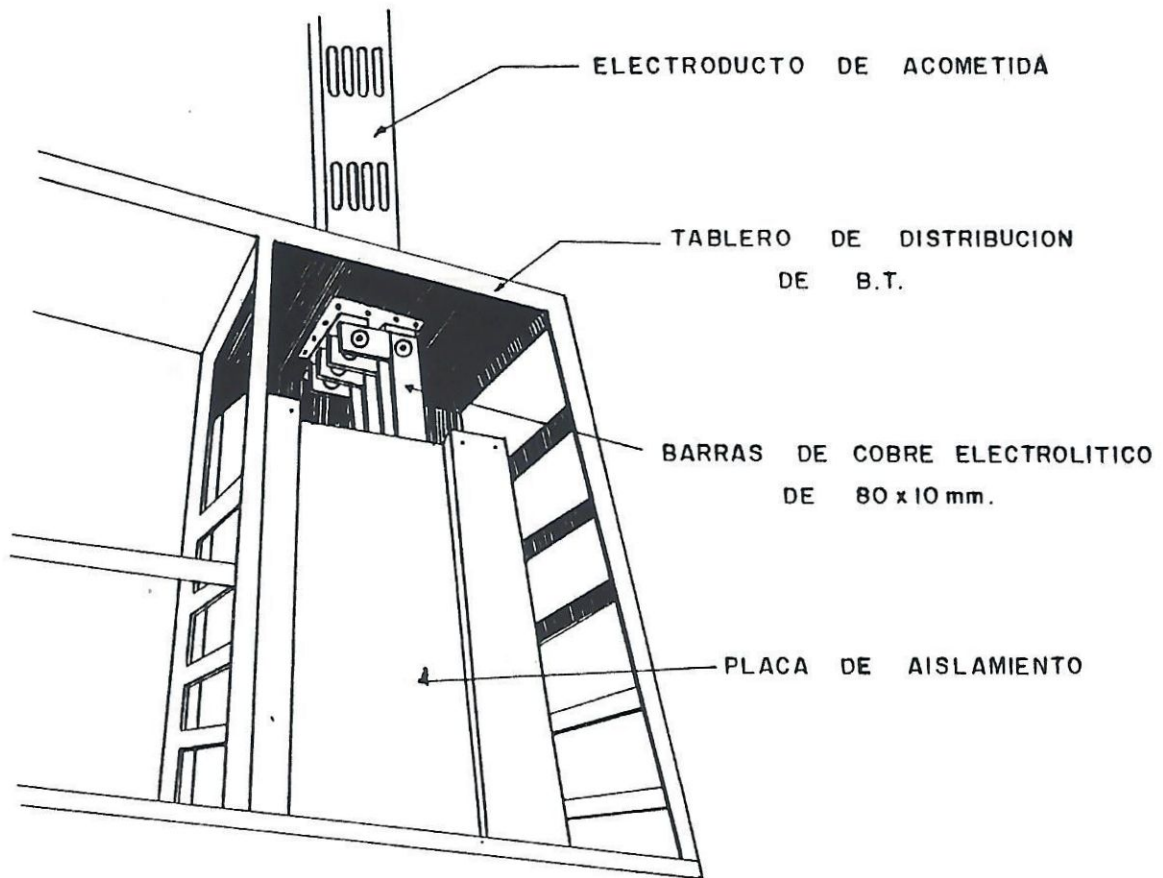 ELECTRODUCTO DE ACOMETIDA
TABLERO DE DISTRIBUCION
DE B.T.
BARRAS DE COBRE ELECTROLITICO
DE 80 x 10 mm.
PLACA DE AISLAMIENTO